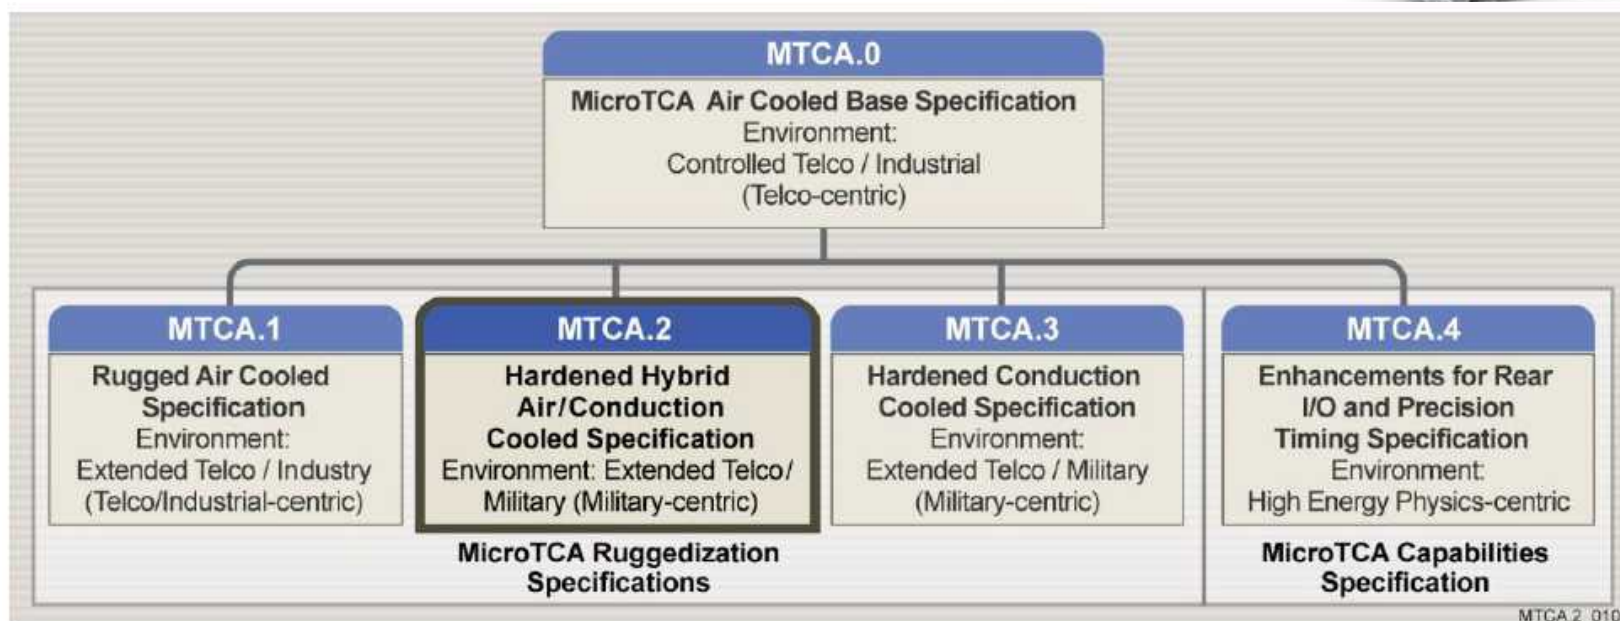 MTCA.0
MicroTCA Air Cooled Base Specification
Environment:
Controlled Telco / Industrial
(Telco-centric)
MTCA.1
Rugged Air Cooled
Specification
Environment:
Extended Telco / Industry
(Telco/Industrial-centric)
MTCA.2
Hardened Hybrid
Air/Conduction
Cooled Specification
Environment: Extended Telco/
Military (Military-centric)
MTCA.3
Hardened Conduction
Cooled Specification
Environment:
Extended Telco / Military
(Military-centric)
MTCA.4
Enhancements for Rear
I/O and Precision
Timing Specification
Environment:
High Energy Physics-centric
MicroTCA Ruggedization
Specifications
MicroTCA Capabilities
Specification
MTCA.2_010